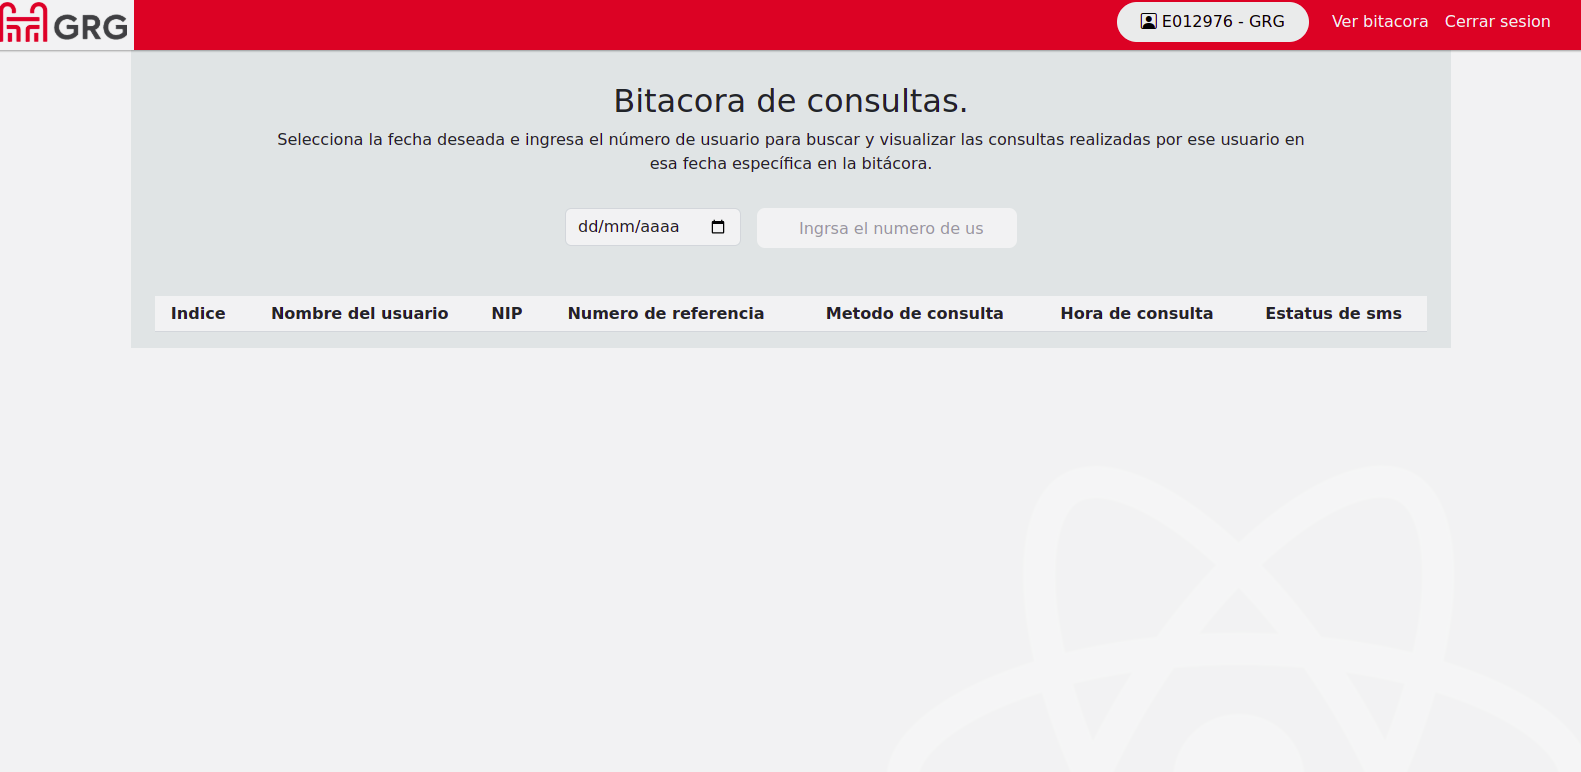 GRG
E012976 - GRG Ver bitacora Cerrar sesion
Bitacora de consultas.
Selecciona la fecha deseada e ingresa el número de usuario para buscar y visualizar las consultas realizadas por ese usuario en
esa fecha específica en la bitácora.
dd/mm/aaaa Ingrsa el numero de us
Indice Nombre del usuario NIP Numero de referencia Metodo de consulta Hora de consulta Estatus de sms